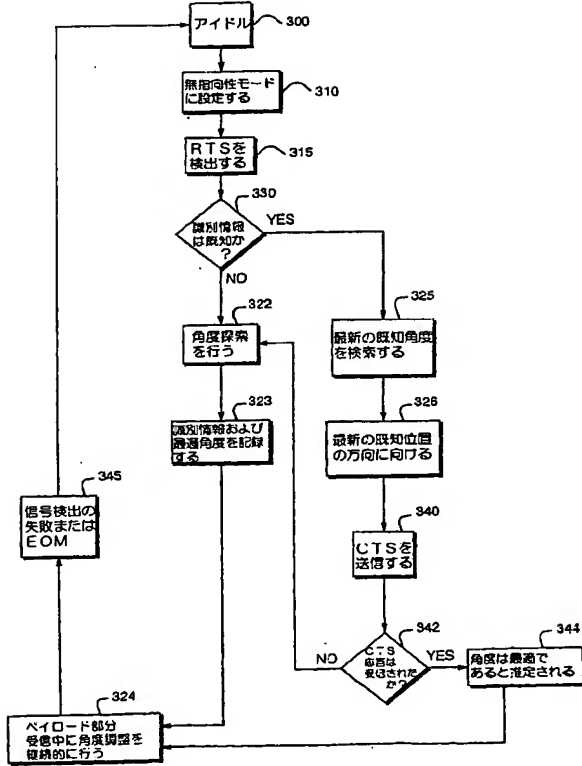 アイドル
300
無指向性モード
に設定する
310
RTSを
検出する
315
330
識別情報
は既知か
?
YES
NO
322
角度探索
を行う
325
最新の既知角度
を検索する
323
識別情報および
最適角度を記録
する
326
最新の既知位置
の方向に向ける
345
信号検出の
失敗または
EOM
340
CTSを
送信する
342
CTS
応答は
受信された
か?
NO
YES
344
角度は最適で
あると推定される
324
ペイロード部分
受信中に角度調整を
継続的に行う